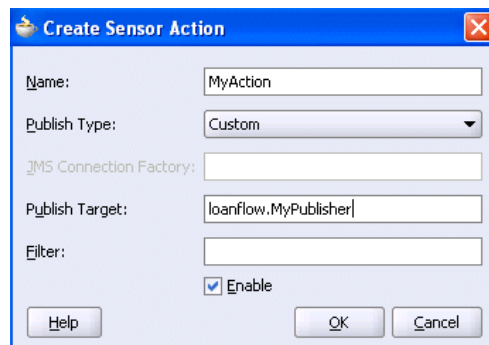 Create Sensor Action
Name: MyAction
Publish Type: Custom
JMS Connection Factory:
Publish Target: loanflow.MyPublisher
Filter:
Enable
Help OK Cancel